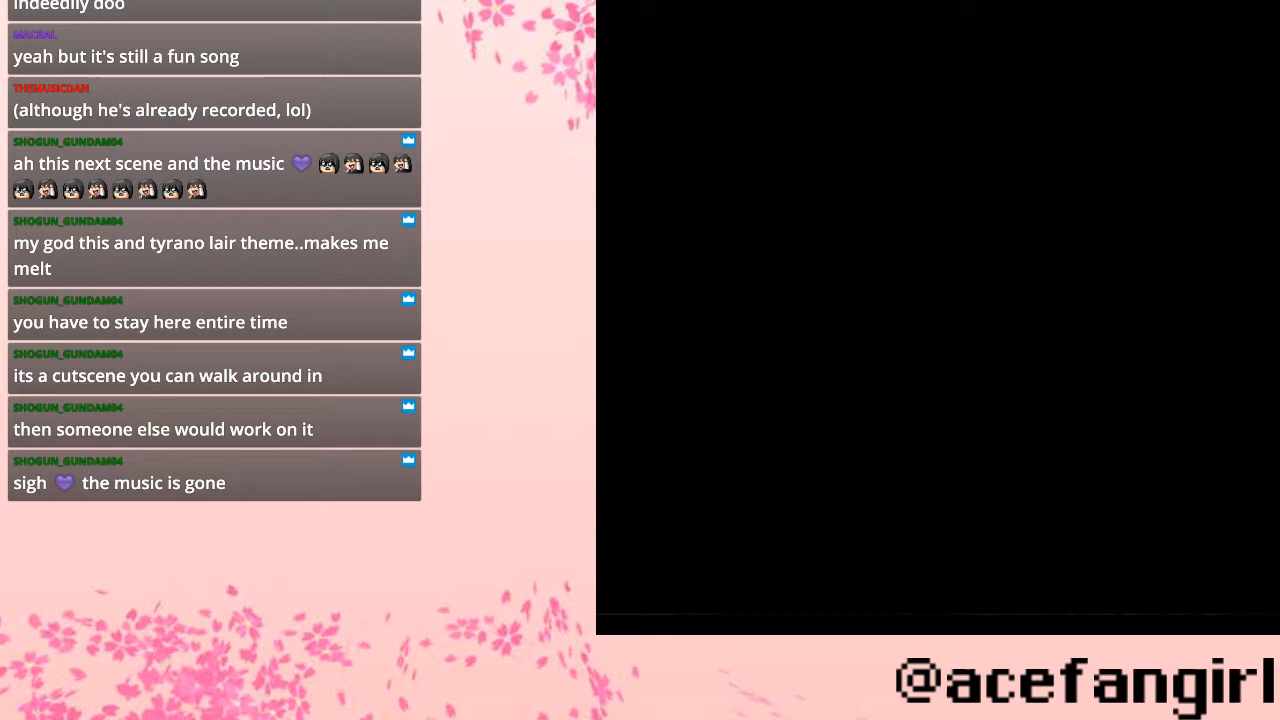 indeedily doo
MACRAL
yeah but it's still a fun song
THEMUSICDAN
(although he's already recorded, lol)
SHOGUN_GUNDAM04
ah this next scene and the music
SHOGUN_GUNDAM04
my god this and tyrano lair theme..makes me
melt
SHOGUN_GUNDAM04
you have to stay here entire time
SHOGUN_GUNDAM04
its a cutscene you can walk around in
SHOGUN_GUNDAM04
then someone else would work on it
SHOGUN_GUNDAM04
sigh the music is gone
@acefangirl